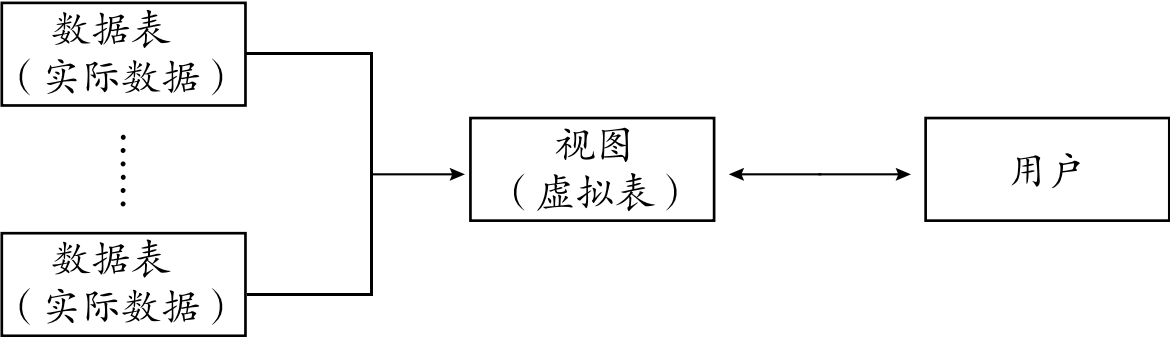 数据表
（实际数据）
……
数据表
（实际数据）
视图
（虚拟表）
用户